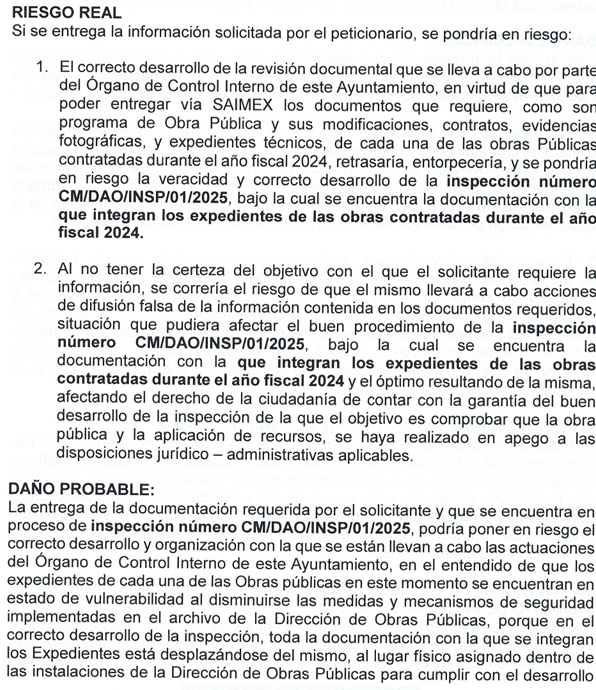 RIESGO REAL
Si se entrega la información solicitada por el peticionario, se pondría en riesgo:
1. El correcto desarrollo de la revisión documental que se lleva a cabo por parte
del Órgano de Control Interno de este Ayuntamiento, en virtud de que para
poder entregar vía SAIMEX los documentos que requiere, como son
programa de Obra Pública y sus modificaciones, contratos, evidencias
fotográficas, y expedientes técnicos, de cada una de las obras Públicas
contratadas durante el año fiscal 2024, retrasaría, entorpecería, y se pondría
en riesgo la veracidad y correcto desarrollo de la inspección número
CM/DAO/INSP/01/2025, bajo la cual se encuentra la documentación con la
que integran los expedientes de las obras contratadas durante el año
fiscal 2024.
2. Al no tener la certeza del objetivo con el que el solicitante requiere la
información, se correría el riesgo de que el mismo llevará a cabo acciones
de difusión falsa de la información contenida en los documentos requeridos,
situación que pudiera afectar el buen procedimiento de la inspección
número CM/DAO/INSP/01/2025, bajo la cual se encuentra la
documentación con la que integran los expedientes de las obras
contratadas durante el año fiscal 2024 y el óptimo resultando de la misma,
afectando el derecho de la ciudadanía de contar con la garantía del buen
desarrollo de la inspección de la que el objetivo es comprobar que la obra
pública y la aplicación de recursos, se haya realizado en apego a las
disposiciones jurídico – administrativas aplicables.
DAÑO PROBABLE:
La entrega de la documentación requerida por el solicitante y que se encuentra en
proceso de inspección número CM/DAO/INSP/01/2025, podría poner en riesgo el
correcto desarrollo y organización con la que se están llevan a cabo las actuaciones
del Órgano de Control Interno de este Ayuntamiento, en el entendido de que los
expedientes de cada una de las Obras públicas en este momento se encuentran en
estado de vulnerabilidad al disminuirse las medidas y mecanismos de seguridad
implementadas en el archivo de la Dirección de Obras Públicas, porque en el
correcto desarrollo de la inspección, toda la documentación con la que se integran
los Expedientes está desplazándose del mismo, al lugar físico asignado dentro de
las instalaciones de la Dirección de Obras Públicas para cumplir con el desarrollo